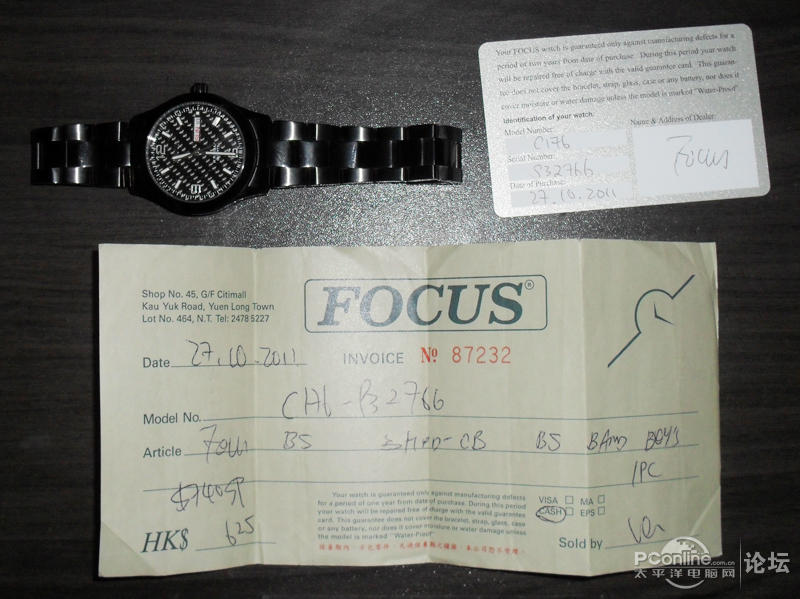 Your FOCUS watch is guaranteed only against manufacturing defects for a
period of two years from date of purchase. During this period your watch
will be repaired free of charge with the valid guarantee card. This guaran-
tee does not cover the bracelet, strap, glass, case or any battery, nor does it
cover moisture or water damage unless the model is marked "Water-Proof"
Identification of your watch:
Model Number: Name & Address of Dealer:
C176 Focus
Serial Number:
S32766
Date of Purchase:
27.10.2011
Shop No. 45, G/F Citimall
Kau Yuk Road, Yuen Long Town
Lot No. 464, N.T. Tel: 2478 5227
FOCUS®
Date 27.10.2011 INVOICE No 87232
Model No.
Article BS BS BAND BOY'S
1PC
Your watch is guaranteed only against manufacturing defects
for a period of one year from date of purchase. During this period
your watch will be repaired free of charge with the valid guarantee
card. This guarantee does not cover the bracelet, strap, glass, case
or any battery, nor does it cover moisture or water damage unless
the model is marked "Water-Proof"
VISA MA
CASH EPS
HK$ 625 Sold by
PConline.com.cn
太平洋电脑网 论坛